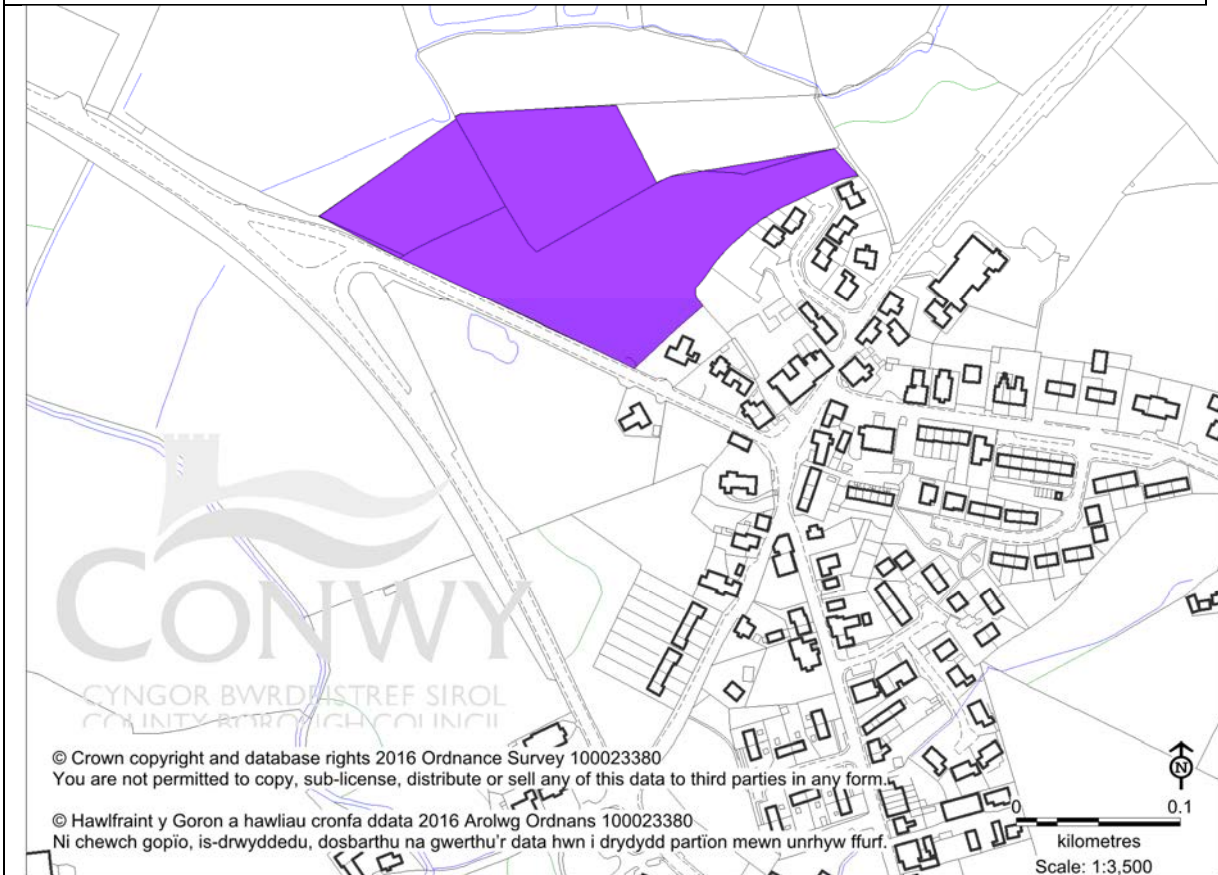 CONWY
CYNGOR BWRDEISTREF SIROL
COUNTY BOROUGH COUNCIL
© Crown copyright and database rights 2016 Ordnance Survey 100023380
You are not permitted to copy, sub-license, distribute or sell any of this data to third parties in any form.
© Hawlfraint y Goron a hawliau cronfa ddata 2016 Arolwg Ordnans 100023380
Ni chewch gopïo, is-drwyddedu, dosbarthu na gwerthu'r data hwn i drydydd partïon mewn unrhyw ffurf.
N
0 0.1
kilometres
Scale: 1:3,500